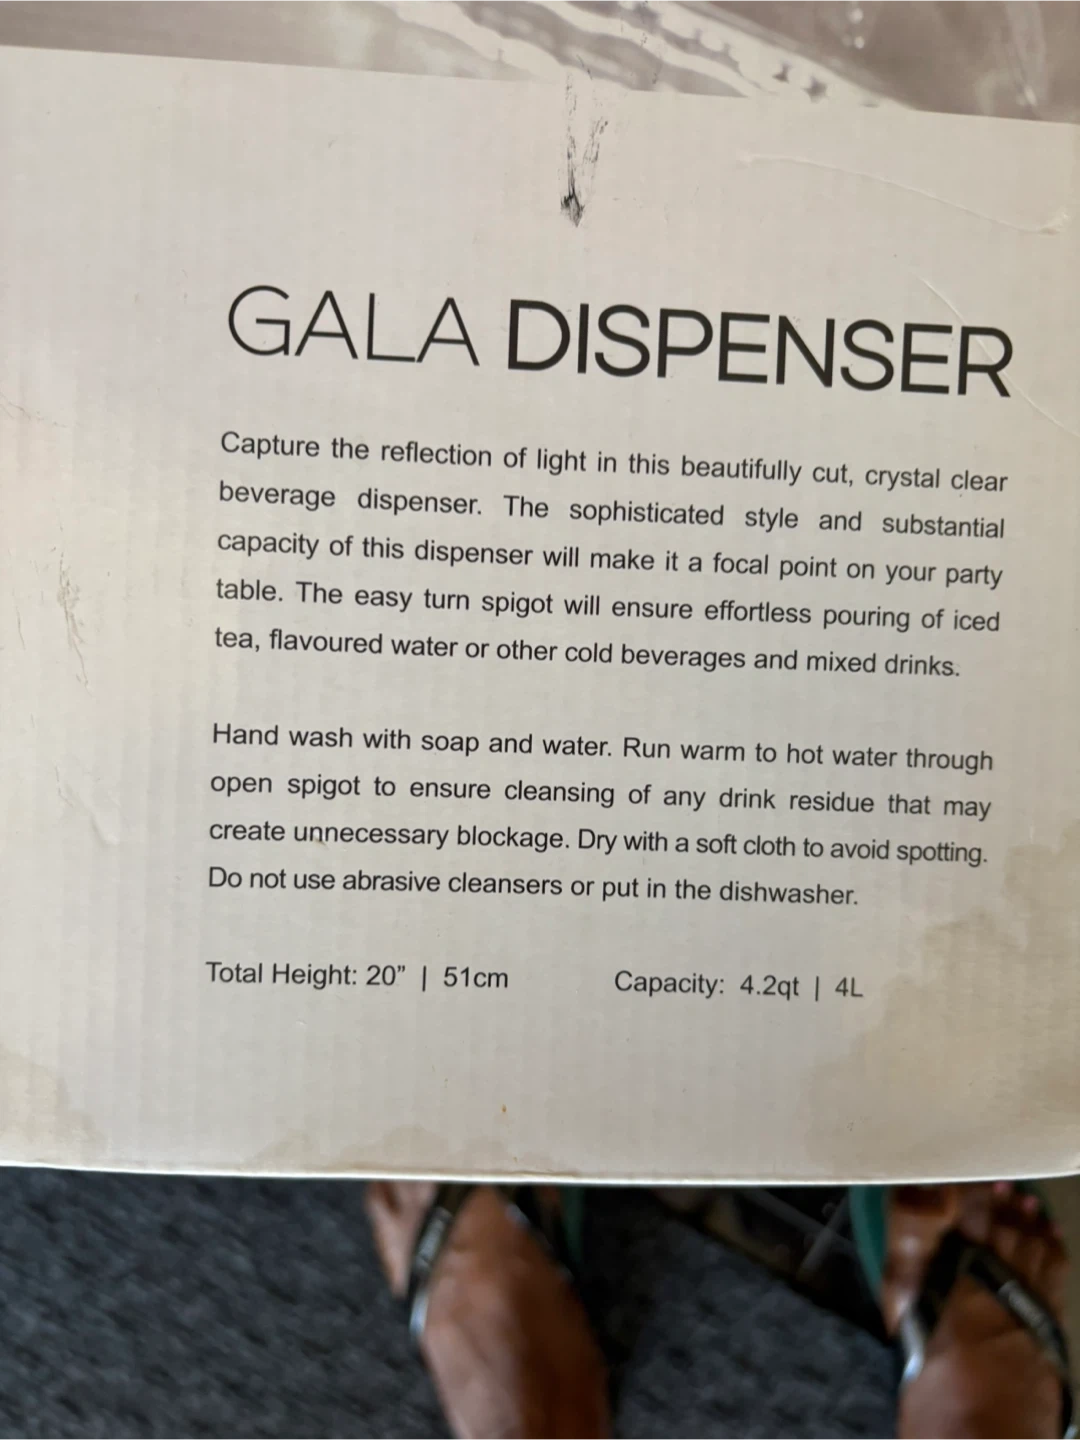 GALA DISPENSER
Capture the reflection of light in this beautifully cut, crystal clear
beverage dispenser. The sophisticated style and substantial
capacity of this dispenser will make it a focal point on your party
table. The easy turn spigot will ensure effortless pouring of iced
tea, flavoured water or other cold beverages and mixed drinks.
Hand wash with soap and water. Run warm to hot water through
open spigot to ensure cleansing of any drink residue that may
create unnecessary blockage. Dry with a soft cloth to avoid spotting.
Do not use abrasive cleansers or put in the dishwasher.
Total Height: 20” | 51cm Capacity: 4.2qt | 4L